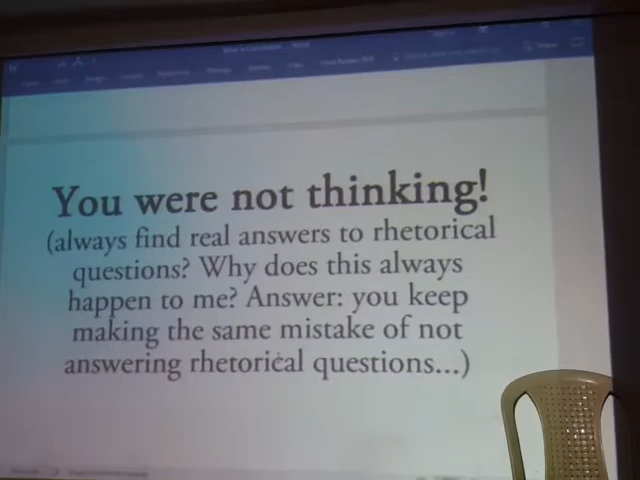 You were not thinking!
(always find real answers to rhetorical
questions? Why does this always
happen to me? Answer: you keep
making the same mistake of not
answering rhetorical questions...)